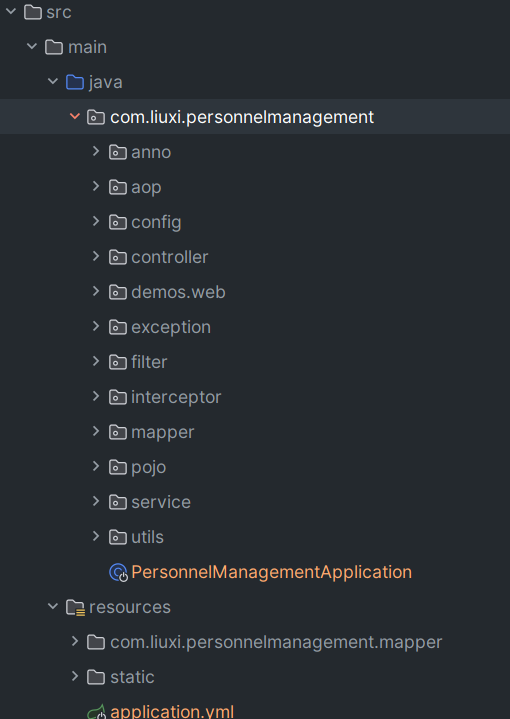 src
main
java
com.liuxi.personnelmanagement
anno
aop
config
controller
demos.web
exception
filter
interceptor
mapper
pojo
service
utils
PersonnelManagementApplication
resources
com.liuxi.personnelmanagement.mapper
static
application.yml